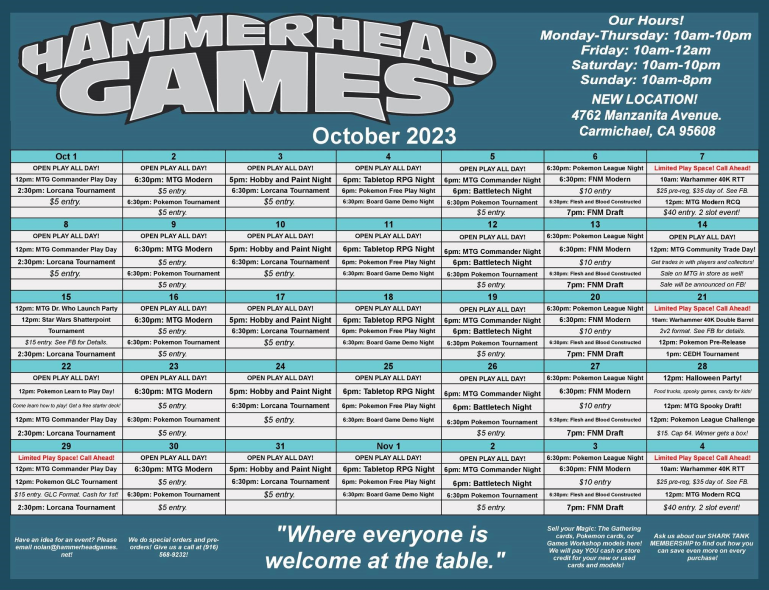 HAMMERHEAD
GAMES
Our Hours!
Monday-Thursday: 10am-10pm
Friday: 10am-12am
Saturday: 10am-10pm
Sunday: 10am-8pm
NEW LOCATION!
4762 Manzanita Avenue.
Carmichael, CA 95608
October 2023
Oct 1 2 3 4 5 6 7
OPEN PLAY ALL DAY! OPEN PLAY ALL DAY! OPEN PLAY ALL DAY! OPEN PLAY ALL DAY! OPEN PLAY ALL DAY! 6:30pm: Pokemon League Night Limited Play Space! Call Ahead!
12pm: MTG Commander Play Day 6:30pm: MTG Modern 5pm: Hobby and Paint Night 6pm: Tabletop RPG Night 6pm: MTG Commander Night 6:30pm: FNM Modern 10am: Warhammer 40K RTT
2:30pm: Lorcana Tournament $5 entry. 6:30pm: Lorcana Tournament 6pm: Pokemon Free Play Night 6pm: Battletech Night $10 entry $25 pre-reg, $35 day of. See FB.
$5 entry. 6:30pm: Pokemon Tournament $5 entry. 6:30pm: Board Game Demo Night 6:30pm: Pokemon Tournament 6:30pm: Flesh and Blood Constructed 12pm: MTG Modern RCQ
$5 entry. $5 entry. 7pm: FNM Draft $40 entry. 2 slot event!
8 9 10 11 12 13 14
OPEN PLAY ALL DAY! OPEN PLAY ALL DAY! OPEN PLAY ALL DAY! OPEN PLAY ALL DAY! OPEN PLAY ALL DAY! 6:30pm: Pokemon League Night OPEN PLAY ALL DAY!
12pm: MTG Commander Play Day 6:30pm: MTG Modern 5pm: Hobby and Paint Night 6pm: Tabletop RPG Night 6pm: MTG Commander Night 6:30pm: FNM Modern 12pm: MTG Community Trade Day!
2:30pm: Lorcana Tournament $5 entry. 6:30pm: Lorcana Tournament 6pm: Pokemon Free Play Night 6pm: Battletech Night $10 entry Get trades in with players and collectors!
$5 entry. 6:30pm: Pokemon Tournament $5 entry. 6:30pm: Board Game Demo Night 6:30pm Pokemon Tournament 6:30pm: Flesh and Blood Constructed Sale on MTG in store as well!
$5 entry. $5 entry. 7pm: FNM Draft Sale will be announced on FB!
15 16 17 18 19 20 21
12pm: MTG Dr. Who Launch Party OPEN PLAY ALL DAY! OPEN PLAY ALL DAY! OPEN PLAY ALL DAY! OPEN PLAY ALL DAY! 6:30pm: Pokemon League Night Limited Play Space! Call Ahead!
12pm: Star Wars Shatterpoint 6:30pm: MTG Modern 5pm: Hobby and Paint Night 6pm: Tabletop RPG Night 6pm: MTG Commander Night 6:30pm: FNM Modern 10am: Warhammer 40K Double Barrel
Tournament $5 entry. 6:30pm: Lorcana Tournament 6pm: Pokemon Free Play Night 6pm: Battletech Night $10 entry 2v2 format. See FB for details.
$15 entry. See FB for Details. 6:30pm: Pokemon Tournament $5 entry. 6:30pm: Board Game Demo Night 6:30pm: Pokemon Tournament 6:30pm: Flesh and Blood Constructed 12pm: Pokemon Pre-Release
2:30pm: Lorcana Tournament $5 entry. $5 entry. 7pm: FNM Draft 1pm: CEDH Tournament
22 23 24 25 26 27 28
OPEN PLAY ALL DAY! OPEN PLAY ALL DAY! OPEN PLAY ALL DAY! OPEN PLAY ALL DAY! OPEN PLAY ALL DAY! 6:30pm: Pokemon League Night 12pm: Halloween Party!
12pm: Pokemon Learn to Play Day! 6:30pm: MTG Modern 5pm: Hobby and Paint Night 6pm: Tabletop RPG Night 6pm: MTG Commander Night 6:30pm: FNM Modern Food trucks, spooky games, candy for kids!
Come learn how to play! Get a free starter deck! $5 entry. 6:30pm: Lorcana Tournament 6pm: Pokemon Free Play Night 6pm: Battletech Night $10 entry 12pm: MTG Spooky Draft!
12pm: MTG Commander Play Day 6:30pm: Pokemon Tournament $5 entry. 6:30pm: Board Game Demo Night 6:30pm: Pokemon Tournament 6:30pm: Flesh and Blood Constructed 12pm: Pokemon League Challenge
2:30pm: Lorcana Tournament $5 entry. $5 entry. 7pm: FNM Draft $15. Cap 64. Winner gets a box!
29 30 31 Nov 1 2 3 4
Limited Play Space! Call Ahead! OPEN PLAY ALL DAY! OPEN PLAY ALL DAY! OPEN PLAY ALL DAY! OPEN PLAY ALL DAY! 6:30pm: Pokemon League Night Limited Play Space! Call Ahead!
12pm: MTG Commander Play Day 6:30pm: MTG Modern 5pm: Hobby and Paint Night 6pm: Tabletop RPG Night 6pm: MTG Commander Night 6:30pm: FNM Modern 10am: Warhammer 40K RTT
12pm: Pokemon GLC Tournament $5 entry. 6:30pm: Lorcana Tournament 6pm: Pokemon Free Play Night 6pm: Battletech Night $10 entry $25 pre-reg, $35 day of. See FB.
$15 entry. GLC Format. Cash for 1st! 6:30pm: Pokemon Tournament $5 entry. 6:30pm: Board Game Demo Night 6:30pm: Pokemon Tournament 6:30pm: Flesh and Blood Constructed 12pm: MTG Modern RCQ
2:30pm: Lorcana Tournament $5 entry. $5 entry. 7pm: FNM Draft $40 entry. 2 slot event!
Have an idea for an event? Please
email nolan@hammerheadgames.
net!
We do special orders and pre-
orders! Give us a call at (916)
568-9232!
"Where everyone is
welcome at the table."
Sell your Magic: The Gathering
cards, Pokemon cards, or
Games Workshop models here!
We will pay YOU cash or store
credit for your new or used
cards and models!
Ask us about our SHARK TANK
MEMBERSHIP to find out how you
can save even more on every
purchase!